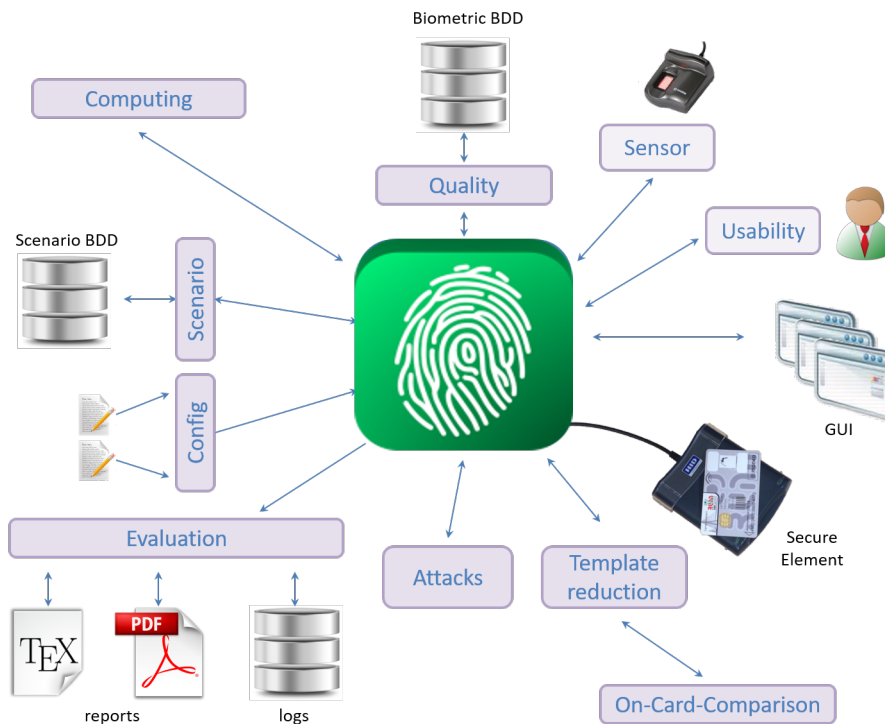 Biometric BDD
Computing
Sensor
Quality
Usability
Scenario BDD
Scenario
Config
GUI
HID
Secure
Element
Evaluation
Attacks
Template
reduction
TEX
PDF
On-Card-Comparison
reports
logs